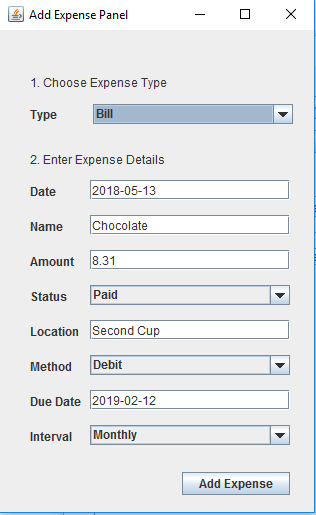 Add Expense Panel
1. Choose Expense Type
Type Bill
2. Enter Expense Details
Date 2018-05-13
Name Chocolate
Amount 8.31
Status Paid
Location Second Cup
Method Debit
Due Date 2019-02-12
Interval Monthly
Add Expense